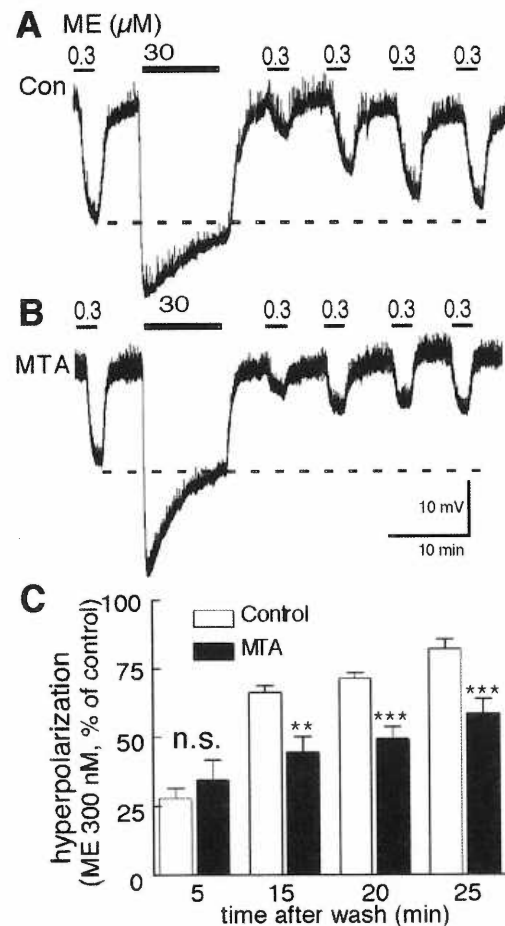 A ME (μM)
0.3 30 0.3 0.3 0.3 0.3
Con
B 0.3 30 0.3 0.3 0.3 0.3
MTA
10 mV
10 min
C
hyperpolarization
(ME 300 nM, % of control)
100
75
50
25
0
Control
MTA
n.s.
**
***
***
5 15 20 25
time after wash (min)